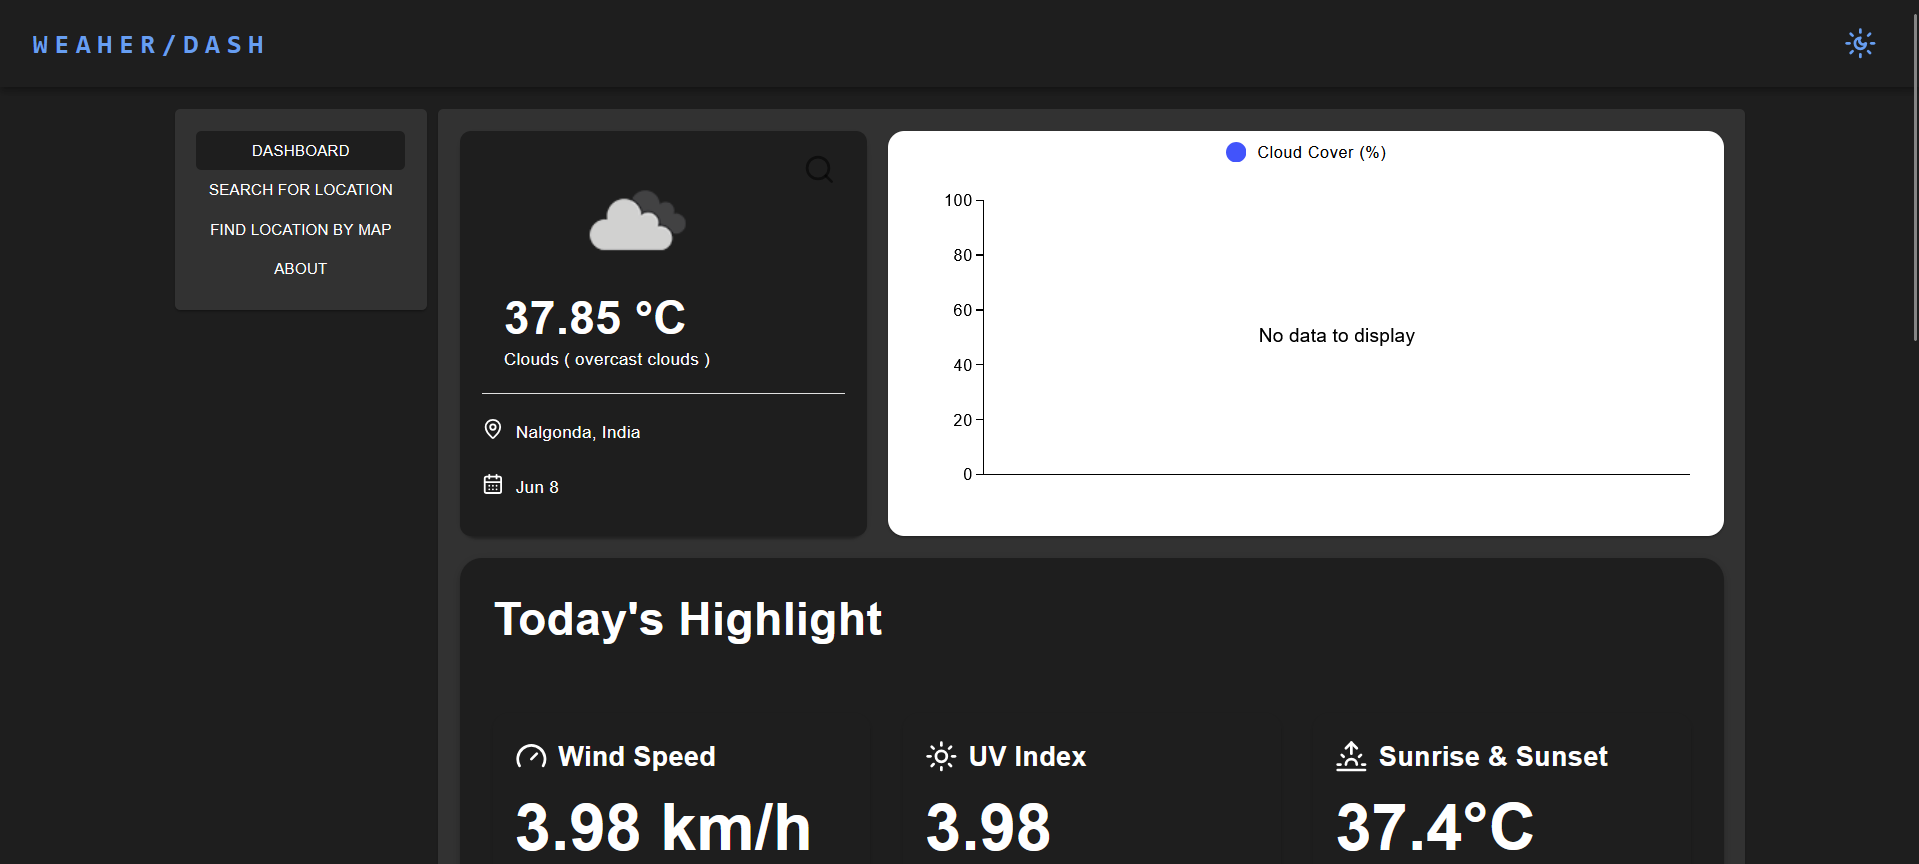 WEAHER/DASH
DASHBOARD
SEARCH FOR LOCATION
FIND LOCATION BY MAP
ABOUT
37.85 °C
Clouds ( overcast clouds )
Nalgonda, India
Jun 8
Cloud Cover (%)
100
80
60
40
20
0
No data to display
Today's Highlight
Wind Speed
3.98 km/h
UV Index
3.98
Sunrise & Sunset
37.4°C